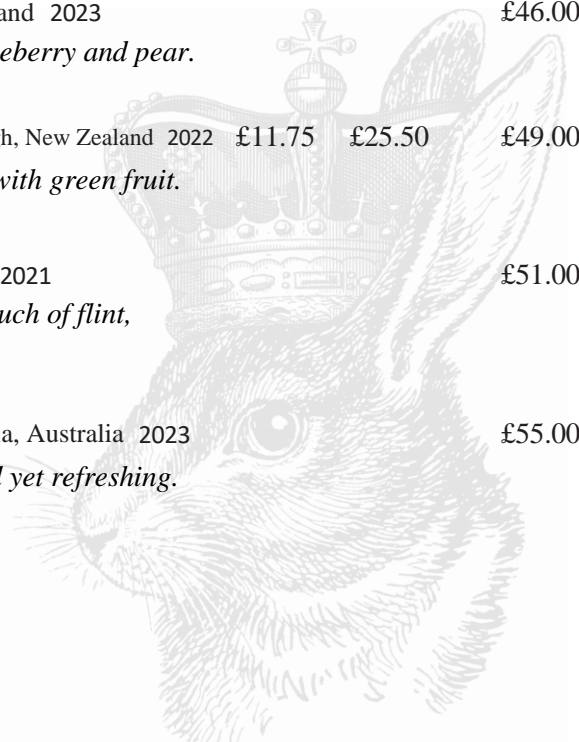 and 2023 £46.00
eberry and pear.
h, New Zealand 2022 £11.75 £25.50 £49.00
with green fruit.
2021 £51.00
uch of flint,
a, Australia 2023 £55.00
yet refreshing.